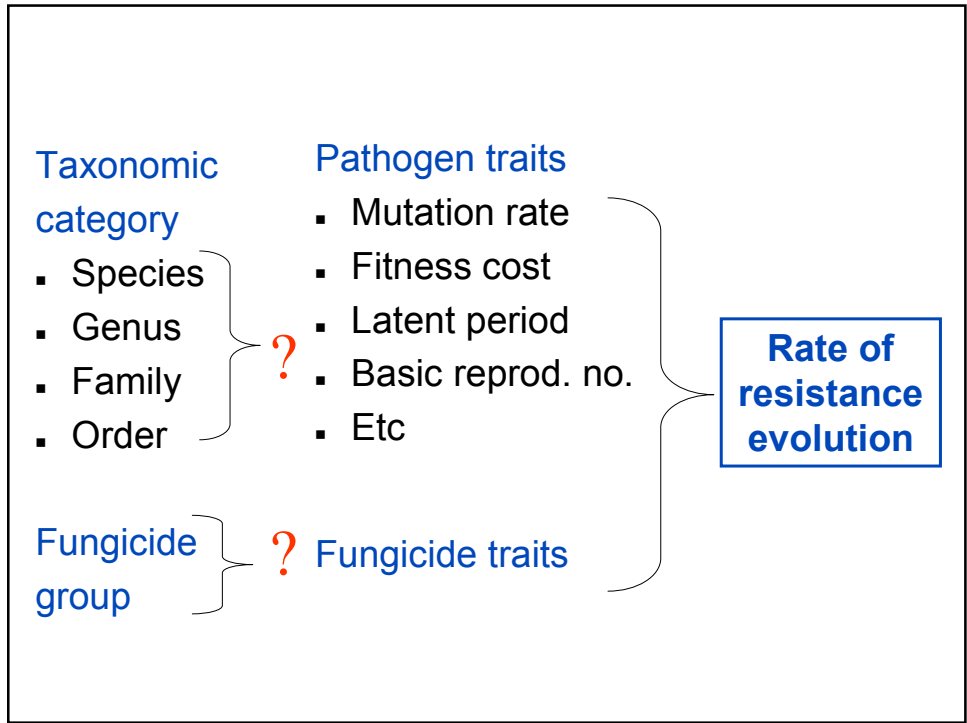 Taxonomic
category
▪ Species
▪ Genus
▪ Family
▪ Order
?
Pathogen traits
▪ Mutation rate
▪ Fitness cost
▪ Latent period
▪ Basic reprod. no.
▪ Etc
Fungicide
group
?
Fungicide traits
Rate of
resistance
evolution